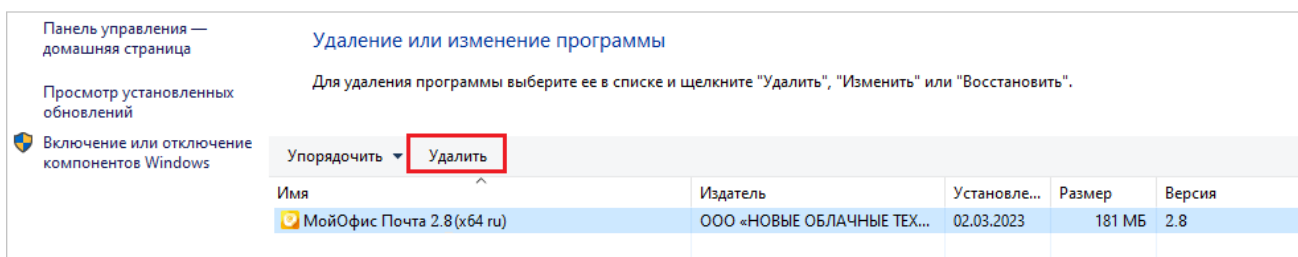 Панель управления —
домашняя страница
Удаление или изменение программы
Для удаления программы выберите ее в списке и щелкните "Удалить", "Изменить" или "Восстановить".
Просмотр установленных
обновлений
Включение или отключение
компонентов Windows
Упорядочить Удалить
Имя Издатель Установле... Размер Версия
МойОфис Почта 2.8(x64 ru) ООО «НОВЫЕ ОБЛАЧНЫЕ ТЕХ... 02.03.2023 181 МБ 2.8